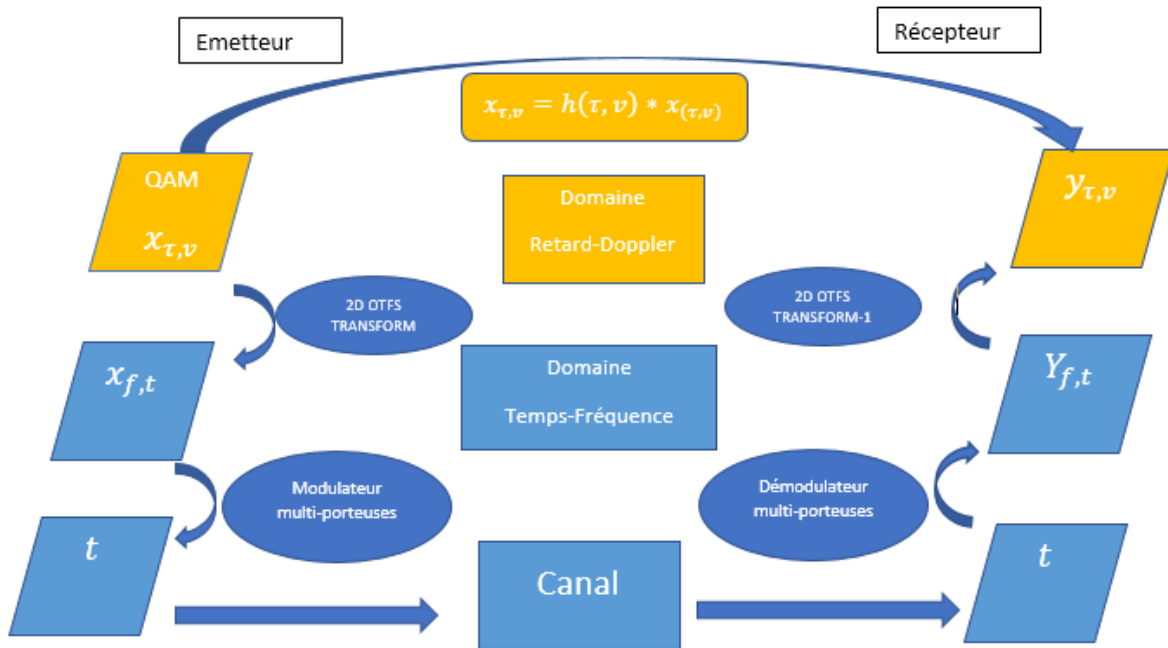 Emetteur
Récepteur
x_{τ,v} = h(τ, v) * x_{(τ,v)}
QAM
x_{τ,v}
y_{τ,v}
Domaine
Retard-Doppler
2D OTFS
TRANSFORM
2D OTFS
TRANSFORM-1
x_{f,t}
Y_{f,t}
Domaine
Temps-Fréquence
Modulateur
multi-porteuses
Démodulateur
multi-porteuses
t
t
Canal